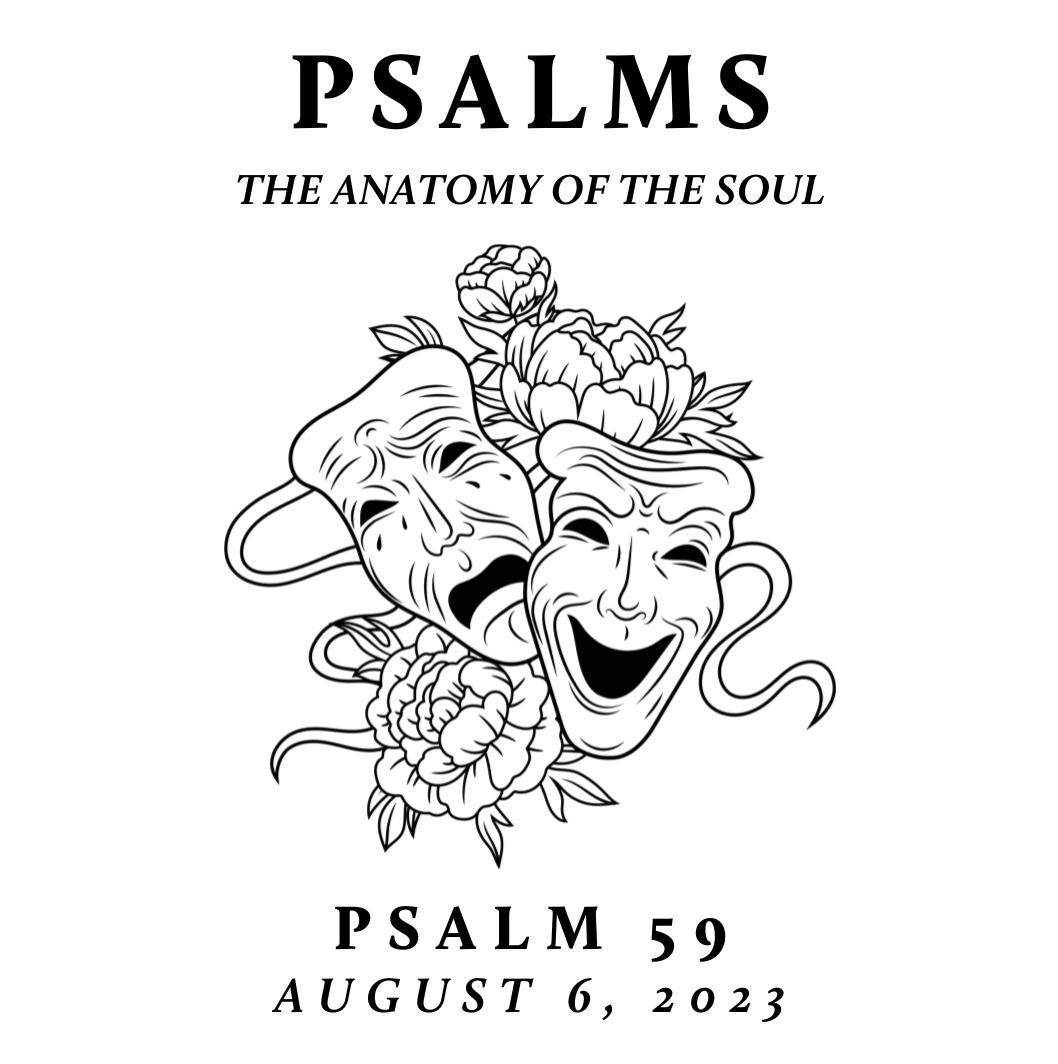 PSALMS
THE ANATOMY OF THE SOUL
PSALM 59
AUGUST 6, 2023